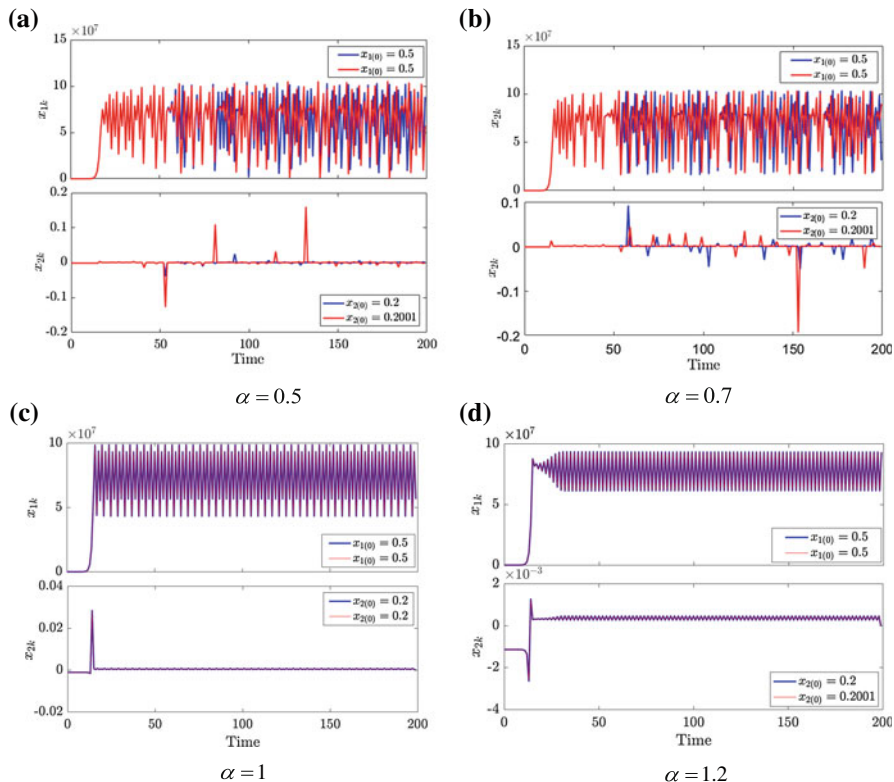 (a)
×10⁷
15
10
5
0
x₁ₖ
x₁₍₀₎ = 0.5
x₁₍₀₎ = 0.5
0.2
0.1
0
-0.1
-0.2
x₂ₖ
x₂₍₀₎ = 0.2
x₂₍₀₎ = 0.2001
0 50 100 150 200
Time
α = 0.5
(b)
×10⁷
15
10
5
0
x₂ₖ
x₁₍₀₎ = 0.5
x₁₍₀₎ = 0.5
0.1
0
-0.1
-0.2
x₂ₖ
x₂₍₀₎ = 0.2
x₂₍₀₎ = 0.2001
0 50 100 150 200
Time
α = 0.7
(c)
×10⁷
10
5
0
x₁ₖ
x₁₍₀₎ = 0.5
x₁₍₀₎ = 0.5
0.04
0.02
0
-0.02
x₂ₖ
x₂₍₀₎ = 0.2
x₂₍₀₎ = 0.2
0 50 100 150 200
Time
α = 1
(d)
×10⁷
10
5
0
x₁ₖ
x₁₍₀₎ = 0.5
x₁₍₀₎ = 0.5
×10⁻³
2
0
-2
-4
x₂ₖ
x₂₍₀₎ = 0.2
x₂₍₀₎ = 0.2001
0 50 100 150 200
Time
α = 1.2